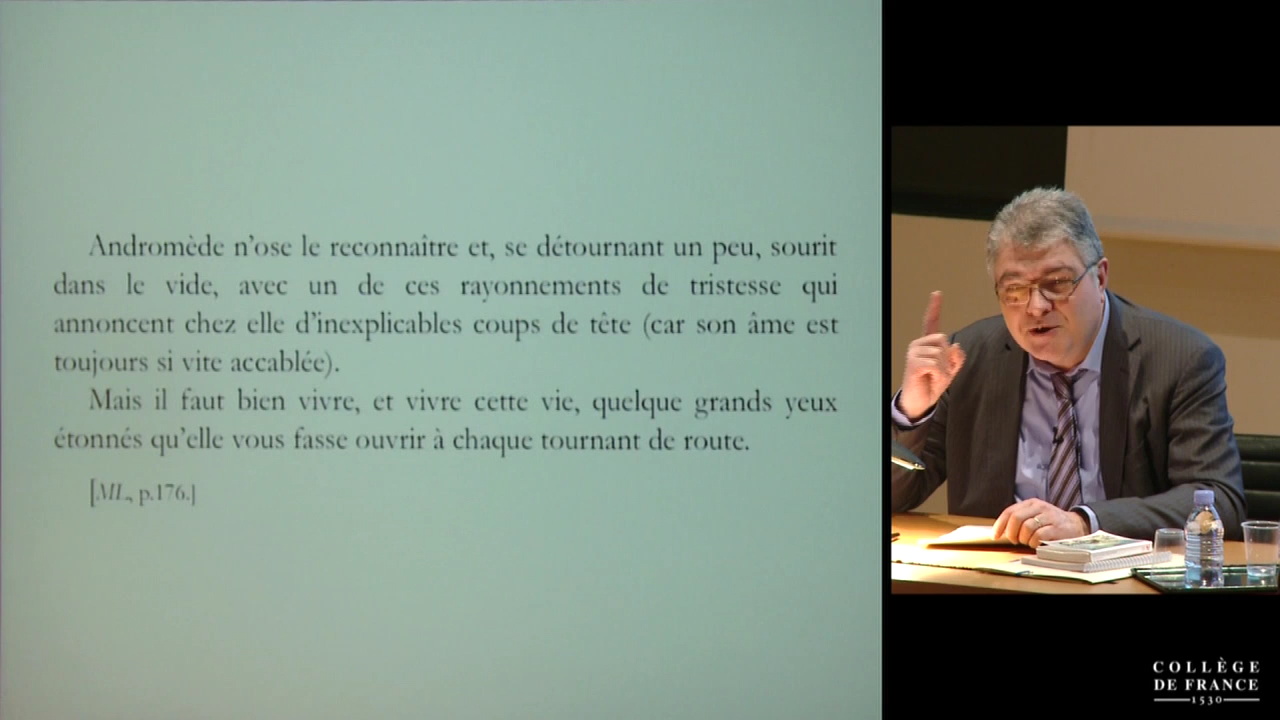 Andromède n'ose le reconnaître et, se détournant un peu, sourit
dans le vide, avec un de ces rayonnements de tristesse qui
annoncent chez elle d'inexplicables coups de tête (car son âme est
toujours si vite accablée).
Mais il faut bien vivre, et vivre cette vie, quelque grands yeux
étonnés qu'elle vous fasse ouvrir à chaque tournant de route.
[ML, p.176.]
COLLÈGE
DE FRANCE
1530